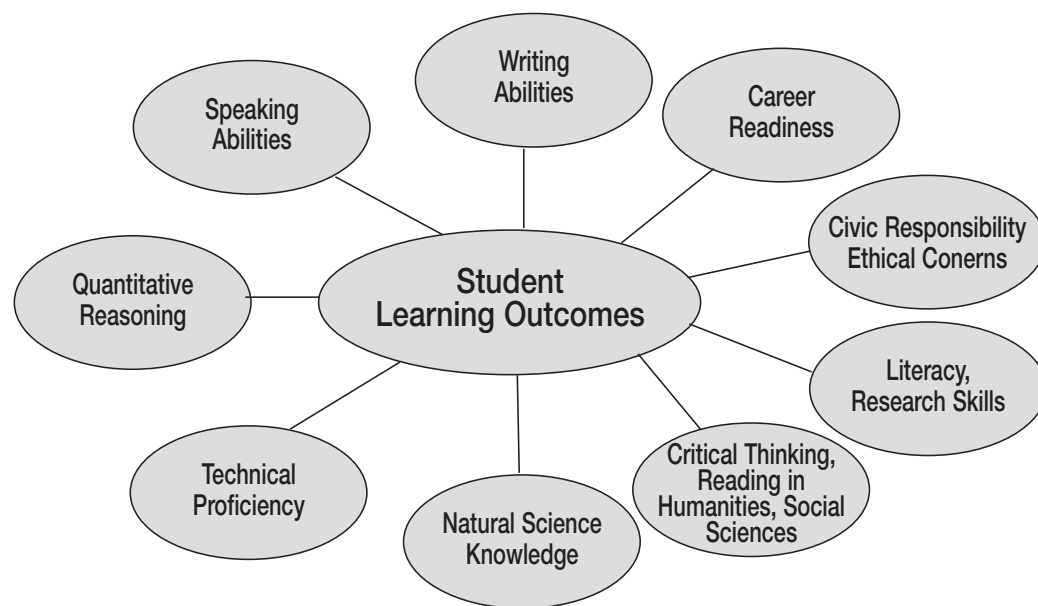 Writing
Abilities
Speaking
Abilities
Career
Readiness
Civic Responsibility
Ethical Conerns
Quantitative
Reasoning
Student
Learning Outcomes
Literacy,
Research Skills
Technical
Proficiency
Natural Science
Knowledge
Critical Thinking,
Reading in
Humanities, Social
Sciences